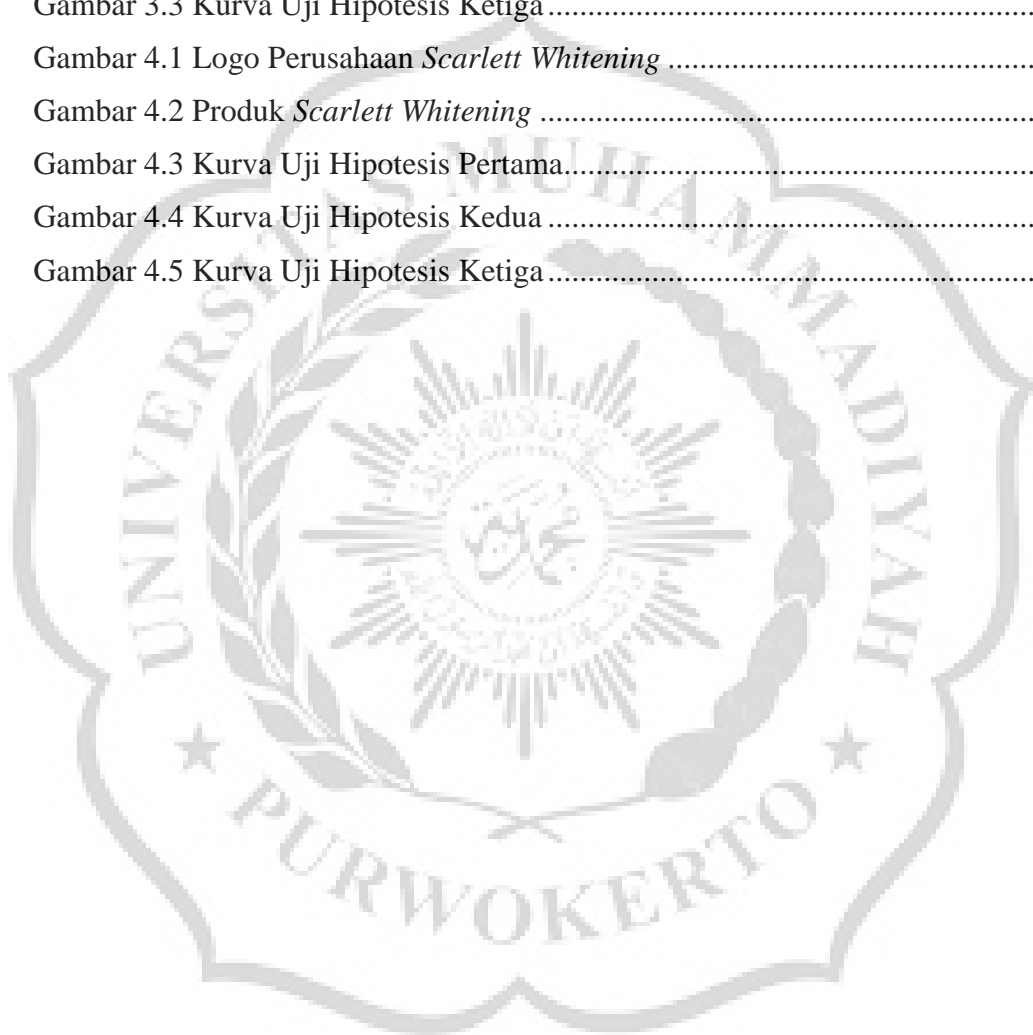 Gambar 3.3 Kurva Uji Hipotesis Ketiga....................................................
Gambar 4.1 Logo Perusahaan Scarlett Whitening ....................................................
Gambar 4.2 Produk Scarlett Whitening ....................................................
Gambar 4.3 Kurva Uji Hipotesis Pertama....................................................
Gambar 4.4 Kurva Uji Hipotesis Kedua ....................................................
Gambar 4.5 Kurva Uji Hipotesis Ketiga....................................................
UNIVERSITAS MUHAMMADIYAH
PURWOKERTO